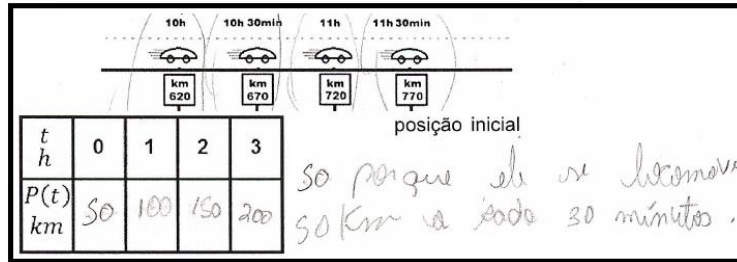 10h 10h 30min 11h 11h 30min
km 620 km 670 km 720 km 770
posição inicial
t h 0 1 2 3
P(t) km 50 100 150 200
50 porque ele se locomove
50 Km a cada 30 minutos.